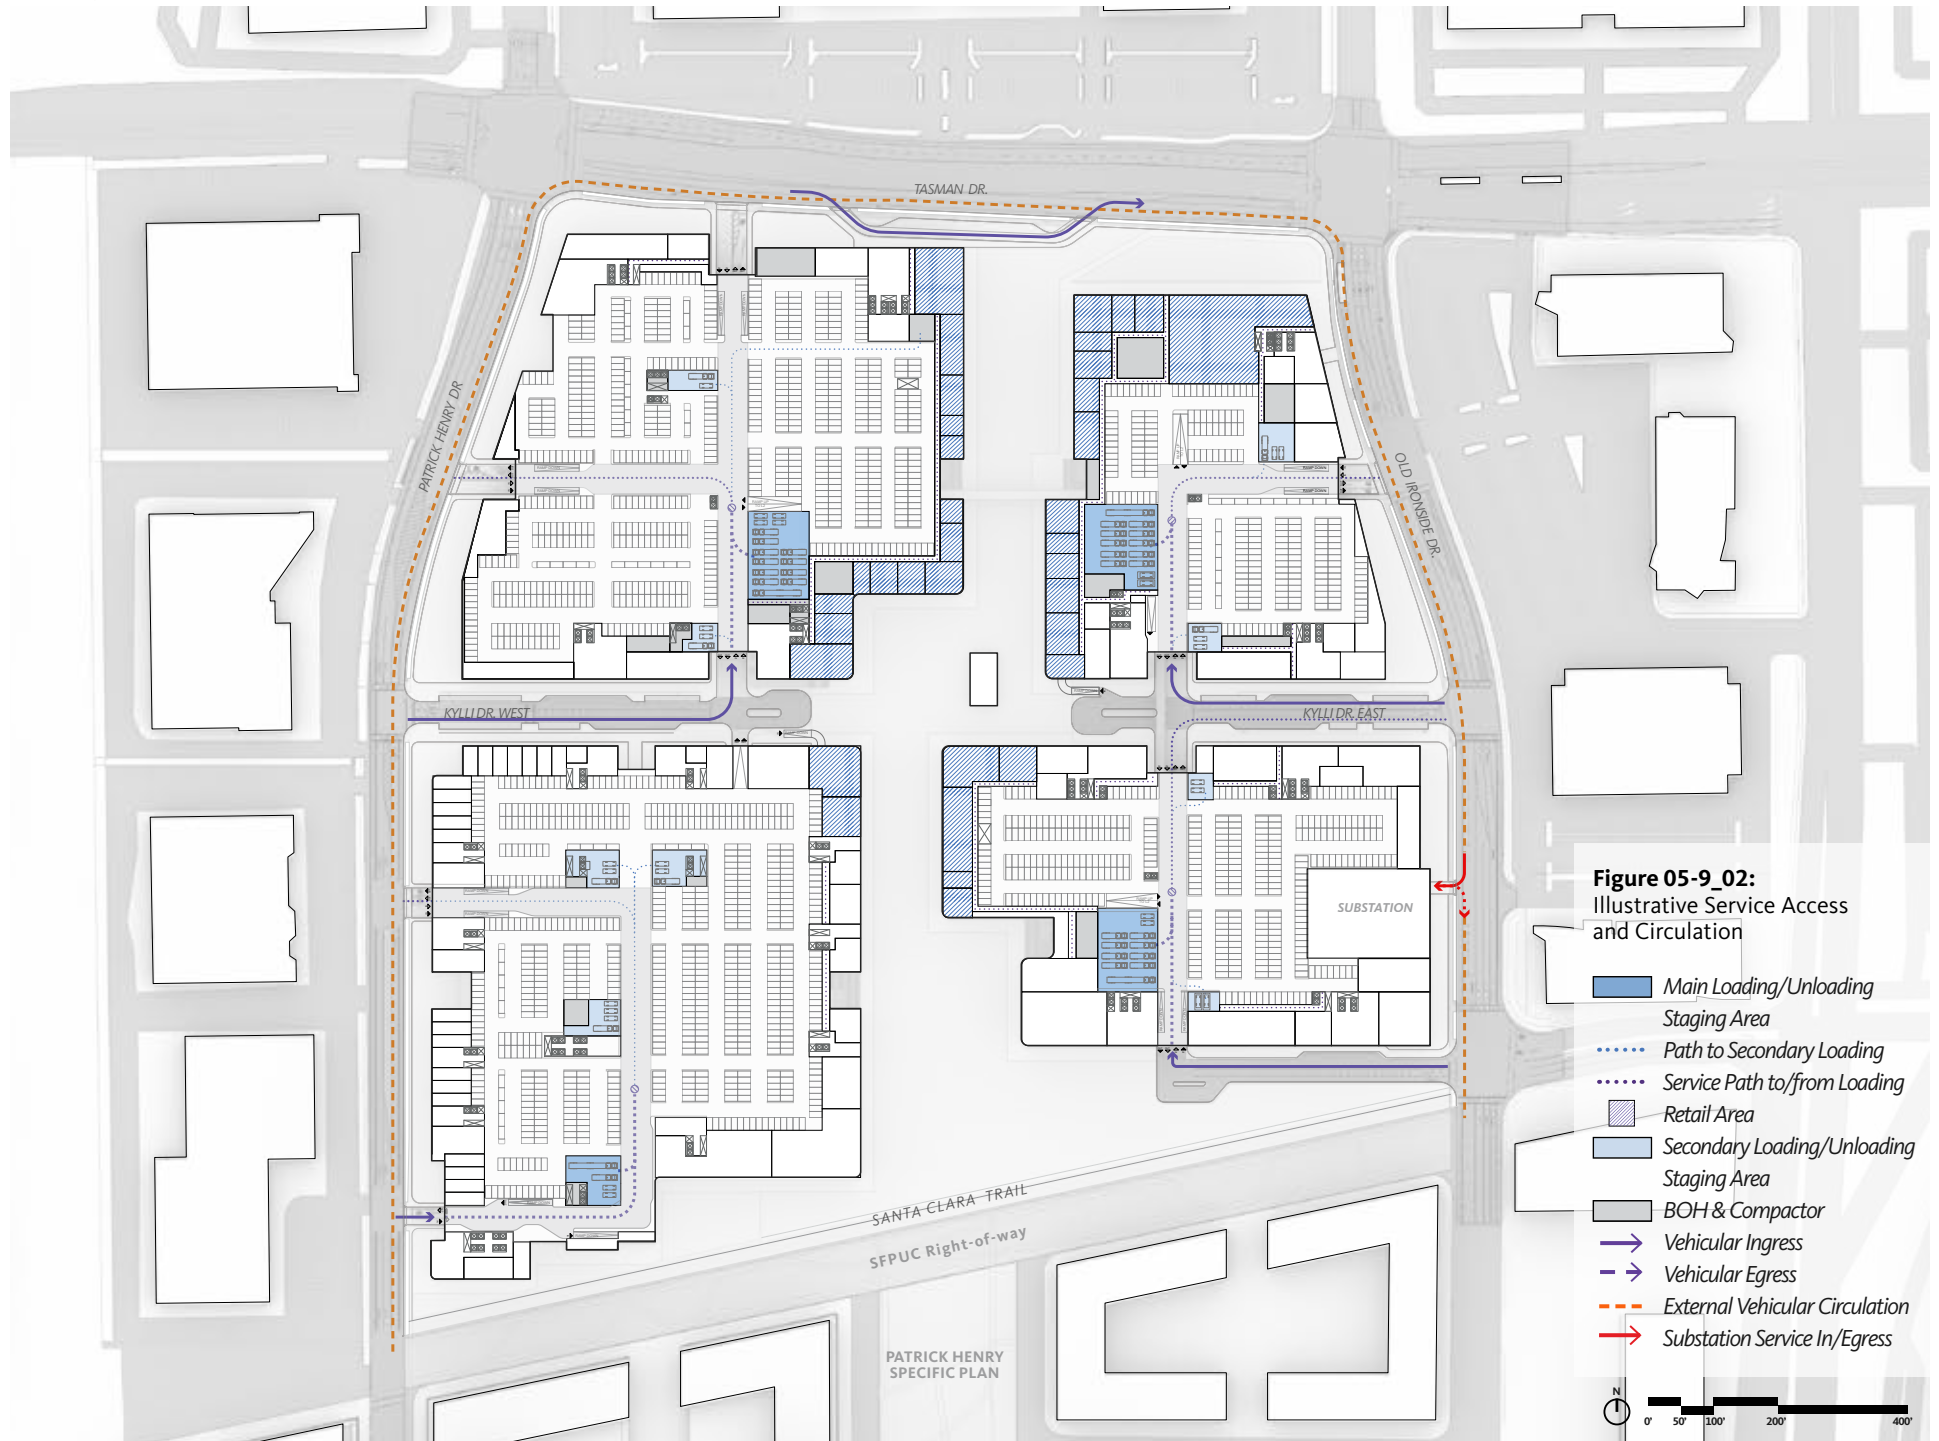 TASMAN DR.
PATRICK HENRY DR
OLD IRONSIDE DR.
KYLLI DR. WEST
KYLLI DR. EAST
SUBSTATION
SANTA CLARA TRAIL
SFPUC Right-of-way
PATRICK HENRY
SPECIFIC PLAN
Figure 05-9_02:
Illustrative Service Access
and Circulation
Main Loading/Unloading
Staging Area
Path to Secondary Loading
Service Path to/from Loading
Retail Area
Secondary Loading/Unloading
Staging Area
BOH & Compactor
Vehicular Ingress
Vehicular Egress
External Vehicular Circulation
Substation Service In/Egress
N
0' 50' 100' 200' 400'